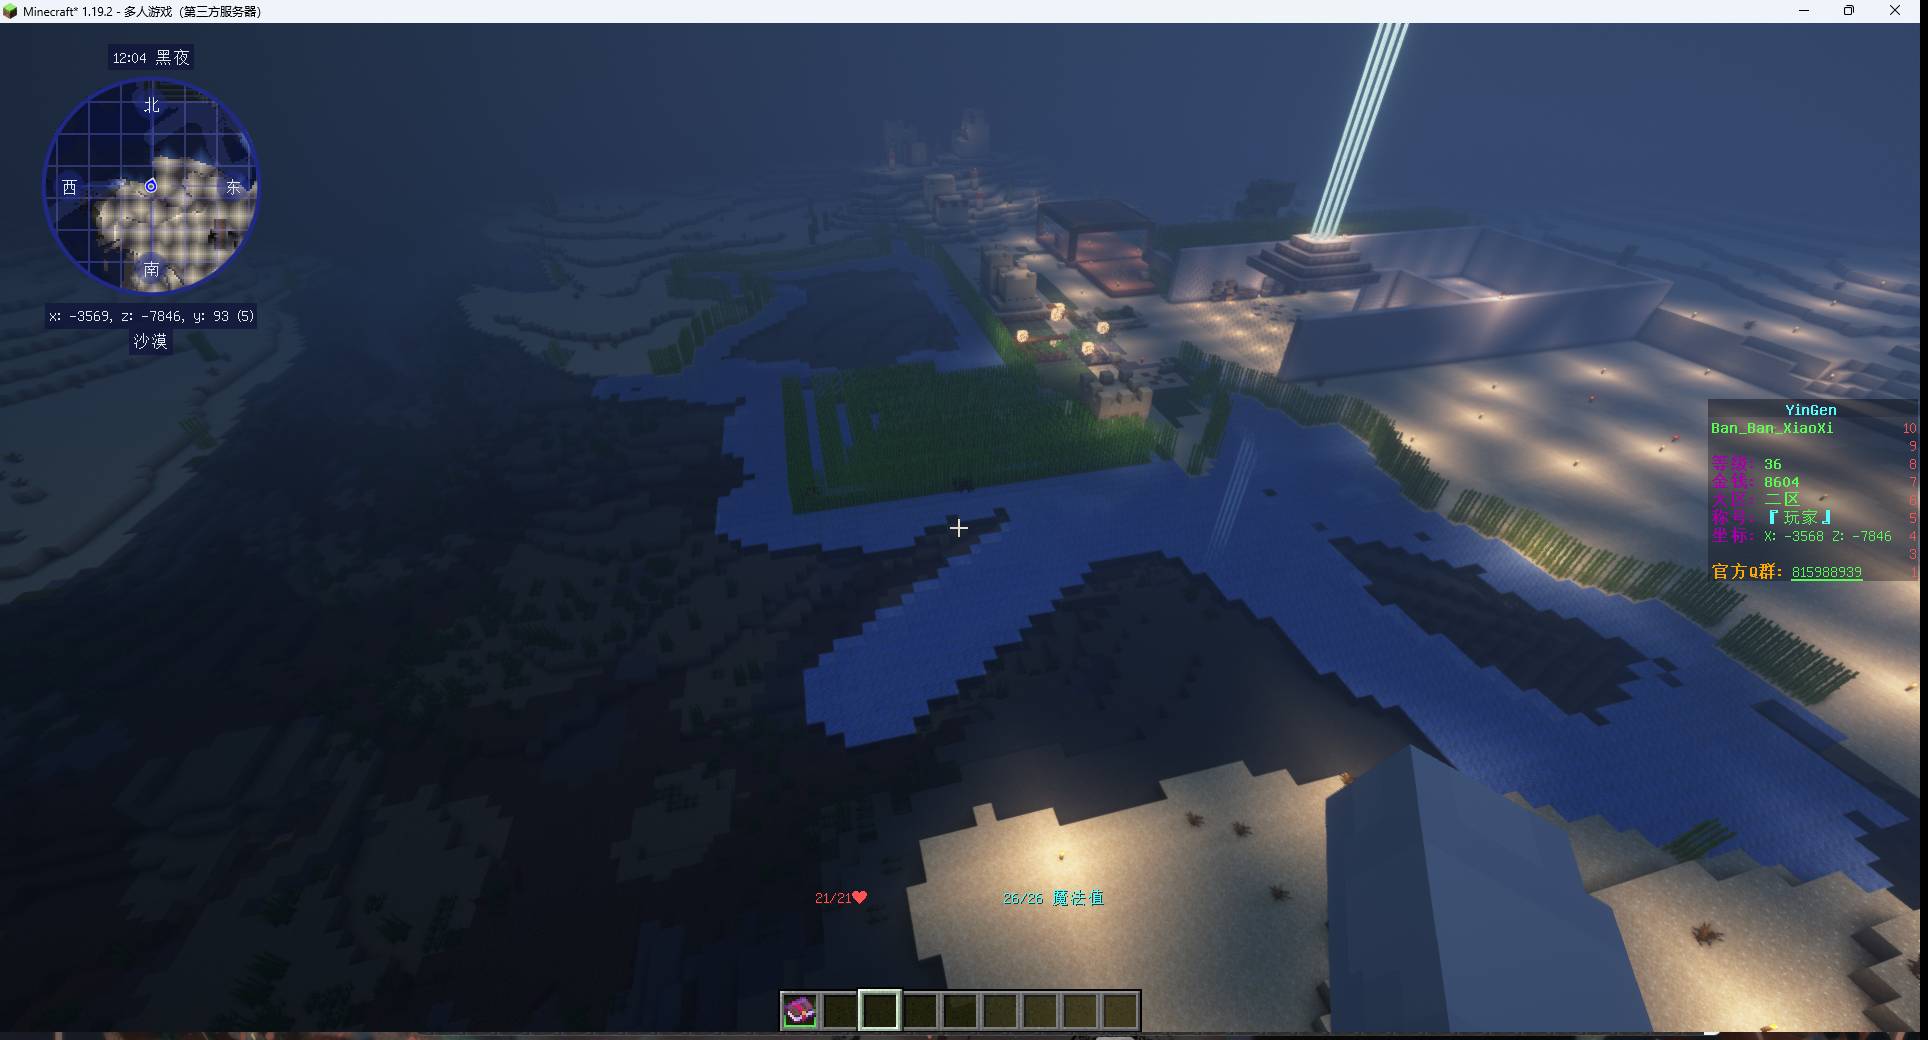 Minecraft* 1.19.2 - 多人游戏（第三方服务器）
12:04 黑夜
北
西
东
南
x: -3569, z: -7846, y: 93 (5)
沙漠
YinGen
Ban_Ban_XiaoXi 10
9
等级: 36 8
金钱: 8604 7
大区: 二区 6
称号: 『玩家』 5
坐标: X: -3568 Z: -7846 4
3
官方Q群: 815988939 1
21/21
26/26 魔法值